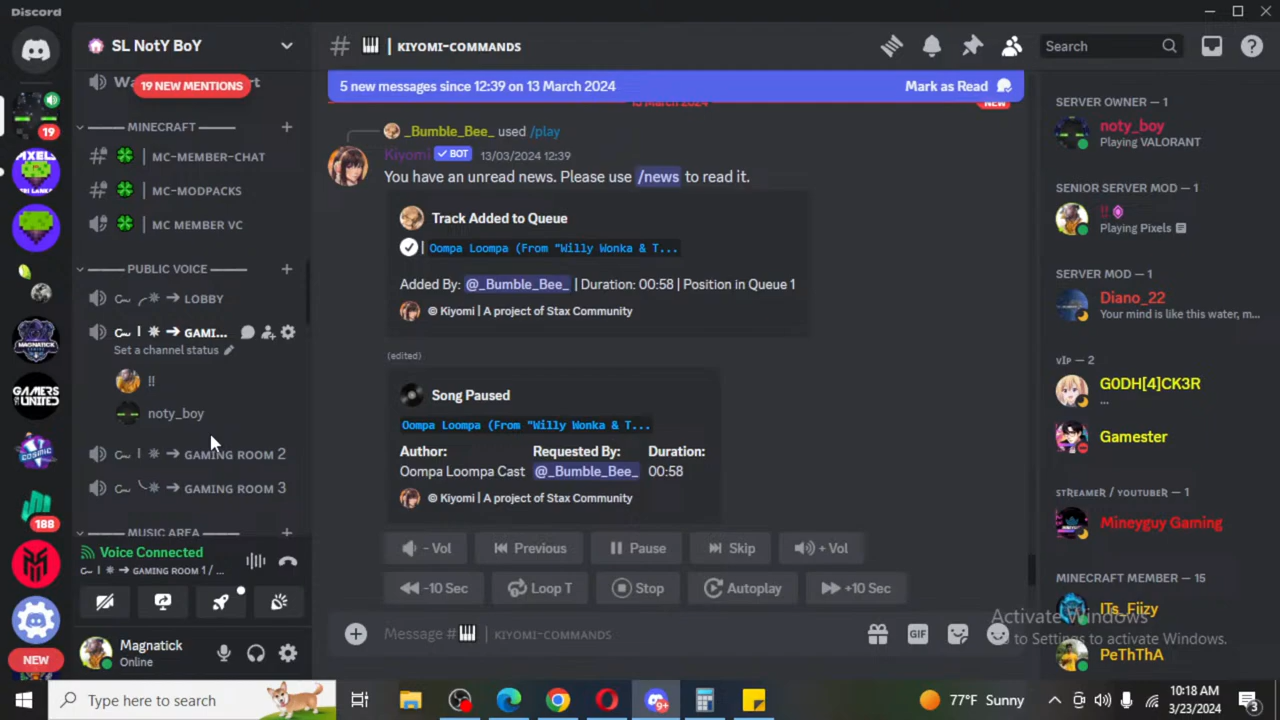 Discord
SL NotY BoY
19 NEW MENTIONS
MINECRAFT
MC-MEMBER-CHAT
MC-MODPACKS
MC MEMBER VC
PUBLIC VOICE
LOBBY
GAMI...
Set a channel status
!!
noty_boy
GAMING ROOM 2
GAMING ROOM 3
MUSIC AREA
Voice Connected
GAMING ROOM 1 / ...
Magnatick
Online
19
GAMERS
UNITED
COSMIC
188
NEW
# | KIYOMI-COMMANDS
Search
5 new messages since 12:39 on 13 March 2024
Mark as Read
13 March 2024
NEW
_Bumble_Bee_ used /play
Kiyomi BOT 13/03/2024 12:39
You have an unread news. Please use /news to read it.
Track Added to Queue
| Oompa Loompa (From "Willy Wonka & T...
Added By: @_Bumble_Bee_ | Duration: 00:58 | Position in Queue 1
© Kiyomi | A project of Stax Community
(edited)
Song Paused
Oompa Loompa (From "Willy Wonka & T...
Author: Requested By: Duration:
Oompa Loompa Cast @_Bumble_Bee_ 00:58
© Kiyomi | A project of Stax Community
- Vol Previous Pause Skip + Vol
-10 Sec Loop T Stop Autoplay +10 Sec
Message # | KIYOMI-COMMANDS
GIF
SERVER OWNER — 1
noty_boy
Playing VALORANT
SENIOR SERVER MOD — 1
!!
Playing Pixels
SERVER MOD — 1
Diano_22
Your mind is like this water, m...
vIp — 2
G0DH[4]CK3R
...
Gamester
sTREaMER / yOUTUBER — 1
Mineyguy Gaming
MINECRAFT MEMBER — 15
ITs_Fiizy
PeThThA
Activate Windows
Go to Settings to activate Windows.
Type here to search
9+
77°F Sunny
10:18 AM
3/23/2024
3